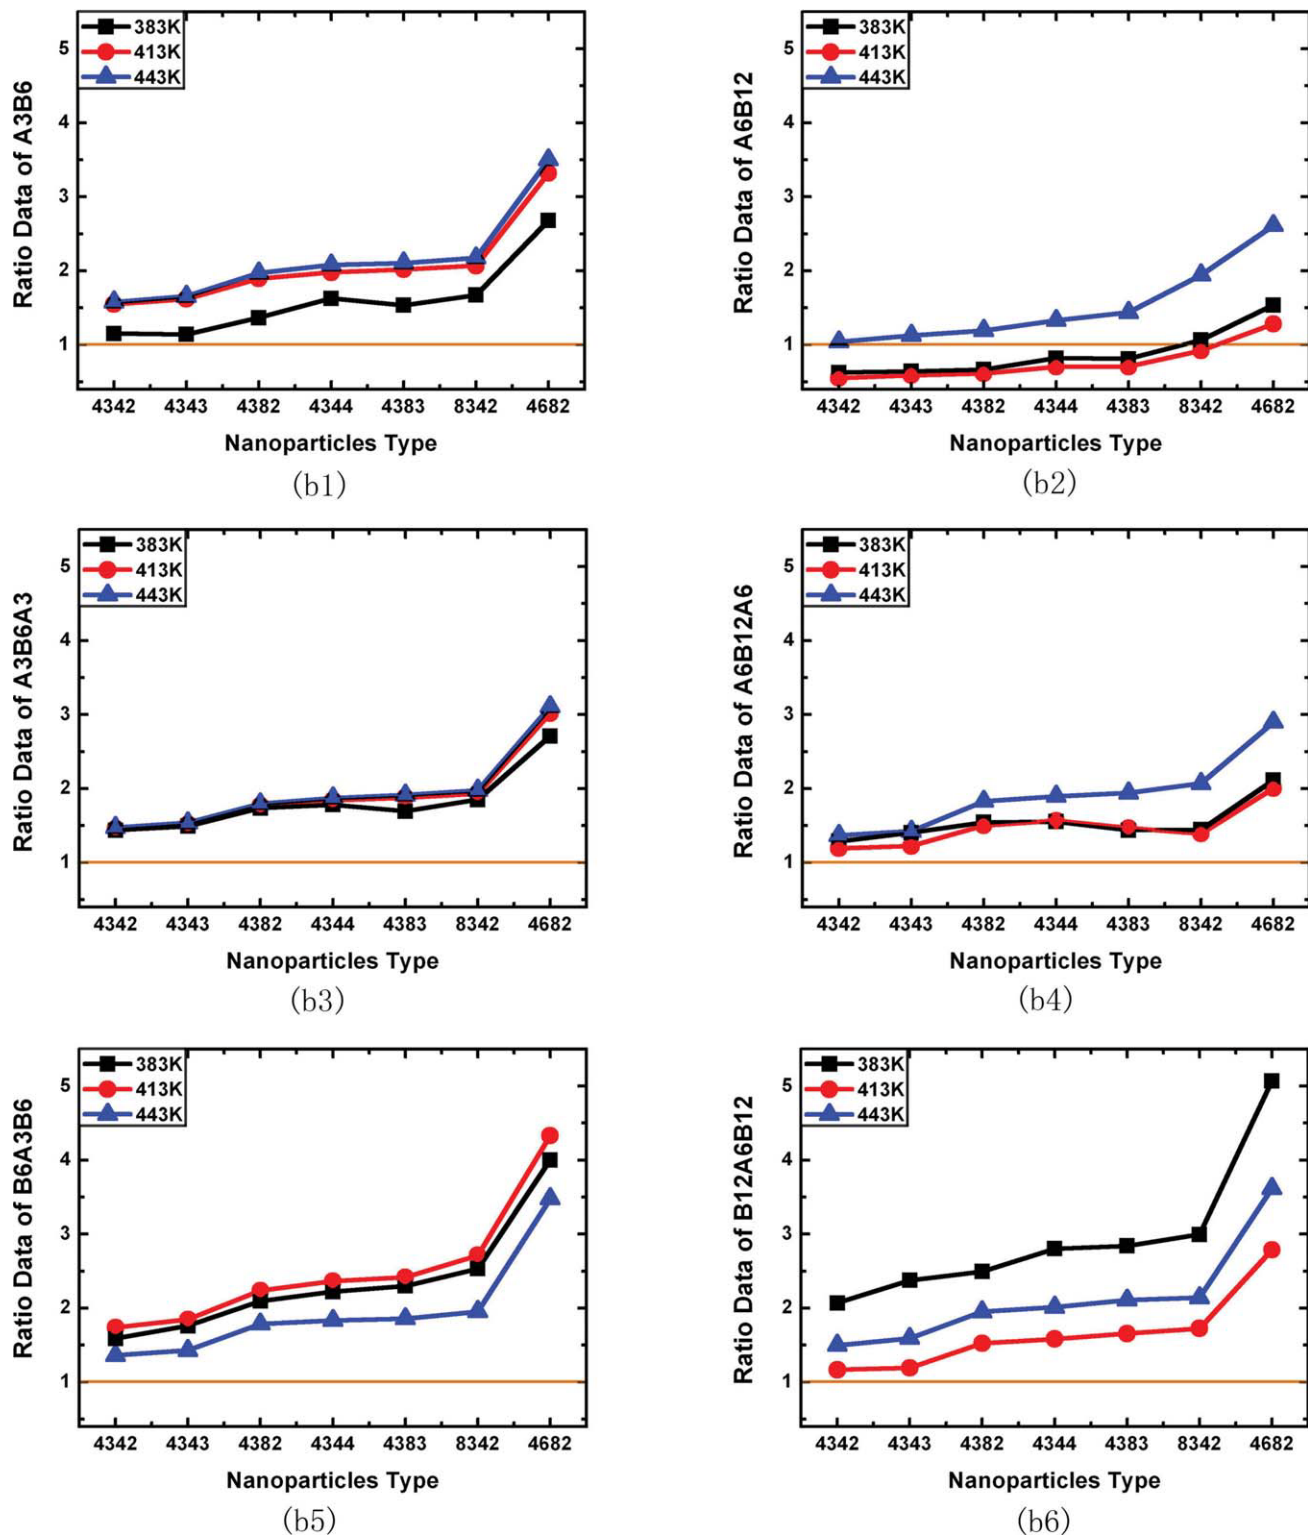 383K
413K
443K
Ratio Data of A3B6
5
4
3
2
1
4342 4343 4382 4344 4383 8342 4682
Nanoparticles Type
(b1)
383K
413K
443K
Ratio Data of A6B12
5
4
3
2
1
4342 4343 4382 4344 4383 8342 4682
Nanoparticles Type
(b2)
383K
413K
443K
Ratio Data of A3B6A3
5
4
3
2
1
4342 4343 4382 4344 4383 8342 4682
Nanoparticles Type
(b3)
383K
413K
443K
Ratio Data of A6B12A6
5
4
3
2
1
4342 4343 4382 4344 4383 8342 4682
Nanoparticles Type
(b4)
383K
413K
443K
Ratio Data of B6A3B6
5
4
3
2
1
4342 4343 4382 4344 4383 8342 4682
Nanoparticles Type
(b5)
383K
413K
443K
Ratio Data of B12A6B12
5
4
3
2
1
4342 4343 4382 4344 4383 8342 4682
Nanoparticles Type
(b6)